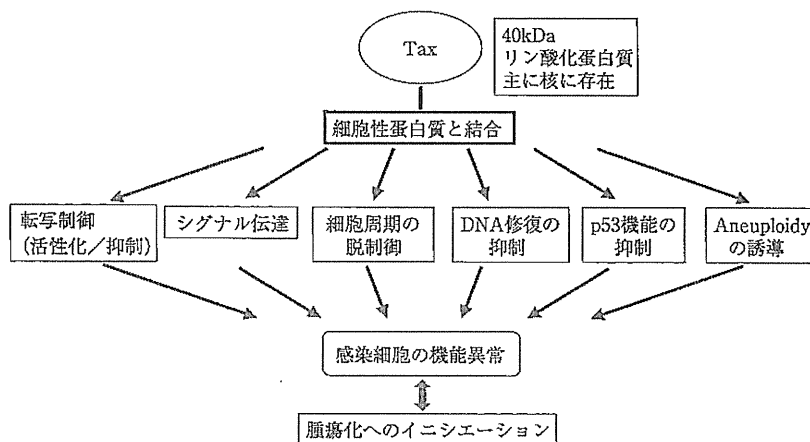 Tax
40kDa
リン酸化蛋白質
主に核に存在
細胞性蛋白質と結合
転写制御
(活性化／抑制)
シグナル伝達
細胞周期の
脱制御
DNA修復の
抑制
p53機能の
抑制
Aneuploidy
の誘導
感染細胞の機能異常
腫瘍化へのイニシエーション